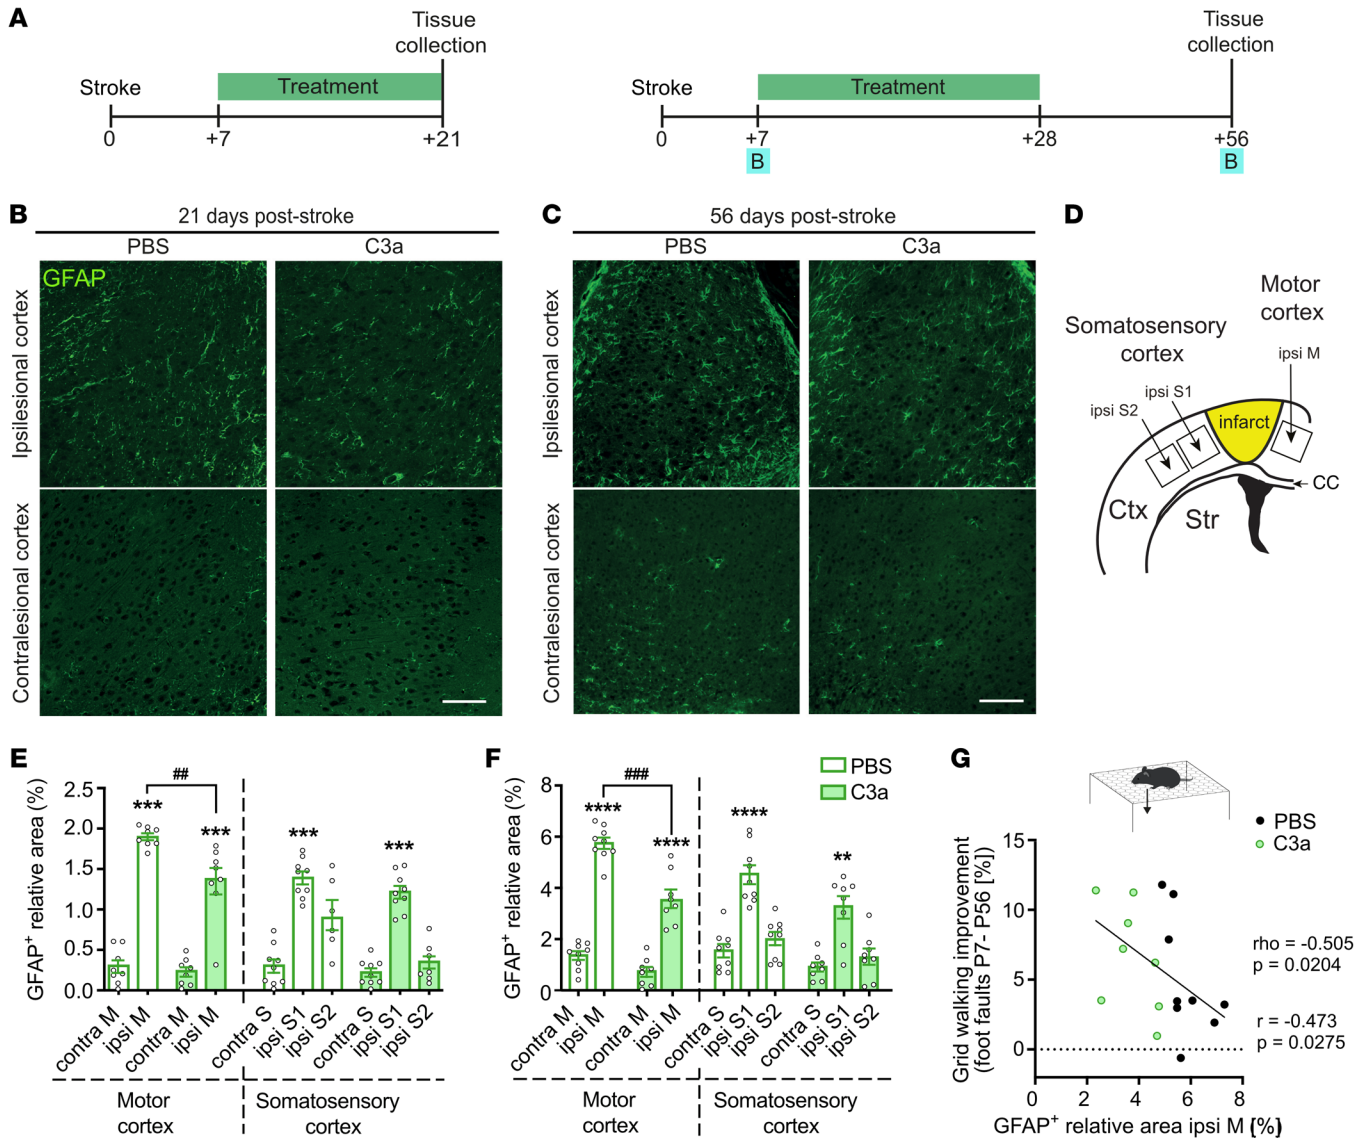 A
Tissue
collection
Stroke
Treatment
0
+7
+21
Tissue
collection
Stroke
Treatment
0
+7
+28
+56
B
B
B
21 days post-stroke
PBS
C3a
GFAP
Ipsilesional cortex
Contralesional cortex
C
56 days post-stroke
PBS
C3a
Ipsilesional cortex
Contralesional cortex
D
Motor
cortex
Somatosensory
cortex
ipsi M
ipsi S1
ipsi S2
infarct
CC
Ctx
Str
E
GFAP+ relative area (%)
2.5
2.0
1.5
1.0
0.5
0.0
##
***
***
***
***
contra M
ipsi M
contra M
ipsi M
contra S
ipsi S1
ipsi S2
contra S
ipsi S1
ipsi S2
Motor
cortex
Somatosensory
cortex
F
GFAP+ relative area (%)
8
6
4
2
0
###
****
****
****
**
PBS
C3a
contra M
ipsi M
contra M
ipsi M
contra S
ipsi S1
ipsi S2
contra S
ipsi S1
ipsi S2
Motor
cortex
Somatosensory
cortex
G
PBS
C3a
Grid walking improvement
(foot faults P7- P56 [%])
15
10
5
0
0
2
4
6
8
GFAP+ relative area ipsi M (%)
rho = -0.505
p = 0.0204
r = -0.473
p = 0.0275